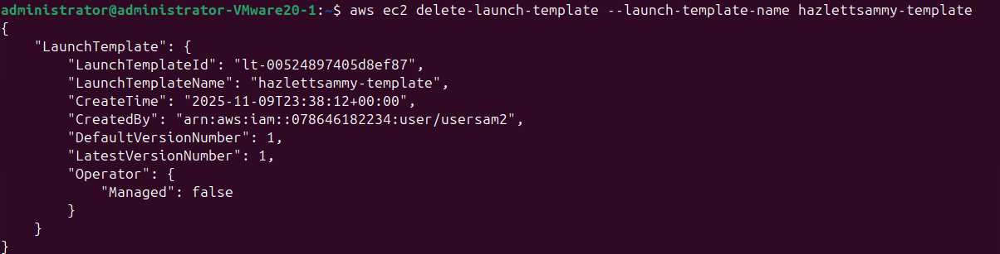 administrator@administrator-VMware20-1:~$ aws ec2 delete-launch-template --launch-template-name hazlettsammy-template
{
    "LaunchTemplate": {
        "LaunchTemplateId": "lt-00524897405d8ef87",
        "LaunchTemplateName": "hazlettsammy-template",
        "CreateTime": "2025-11-09T23:38:12+00:00",
        "CreatedBy": "arn:aws:iam::078646182234:user/usersam2",
        "DefaultVersionNumber": 1,
        "LatestVersionNumber": 1,
        "Operator": {
            "Managed": false
        }
    }
}